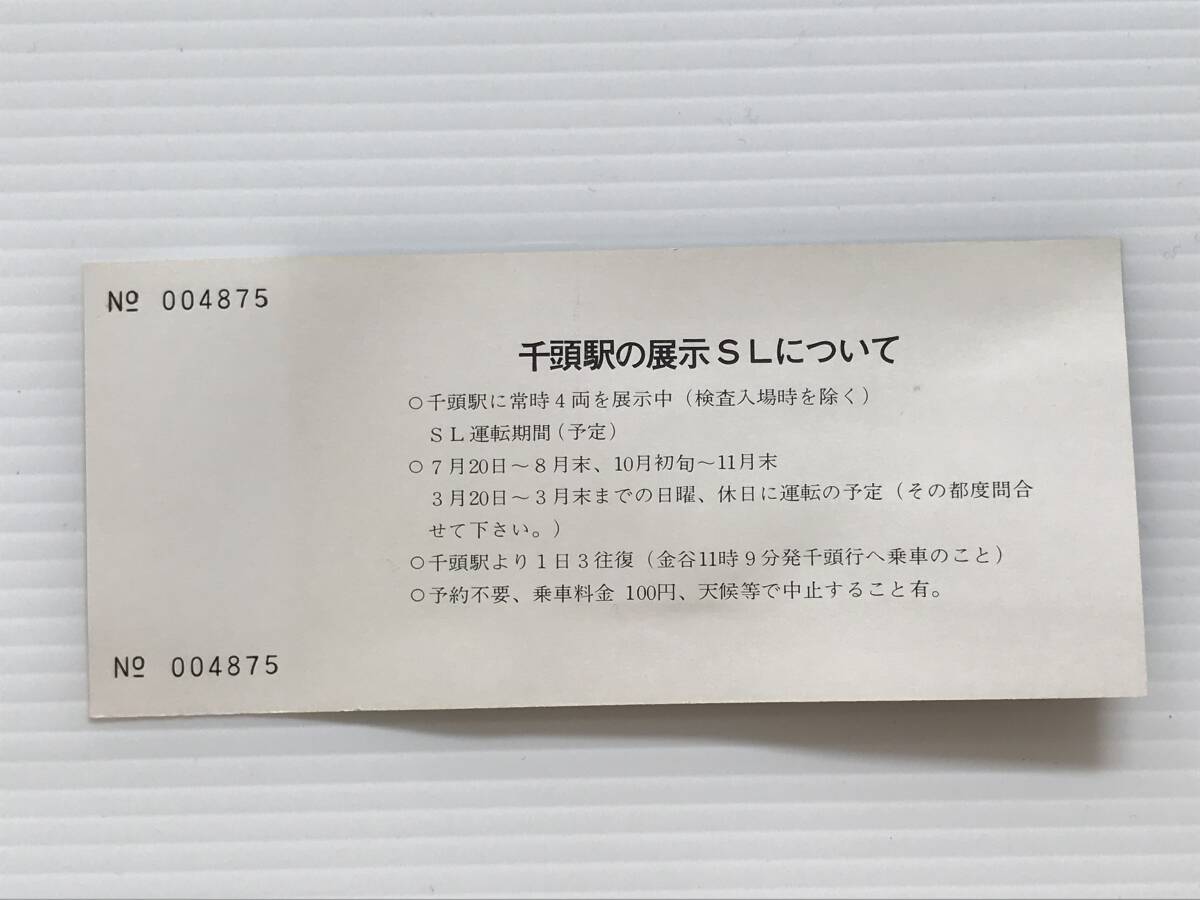 № 004875
千頭駅の展示ＳＬについて
○千頭駅に常時４両を展示中（検査入場時を除く）
ＳＬ運転期間（予定）
○７月20日～８月末、10月初旬～11月末
３月20日～３月末までの日曜、休日に運転の予定（その都度問合
せて下さい。）
○千頭駅より１日３往復（金谷11時９分発千頭行へ乗車のこと）
○予約不要、乗車料金 100円、天候等で中止すること有。
№ 004875